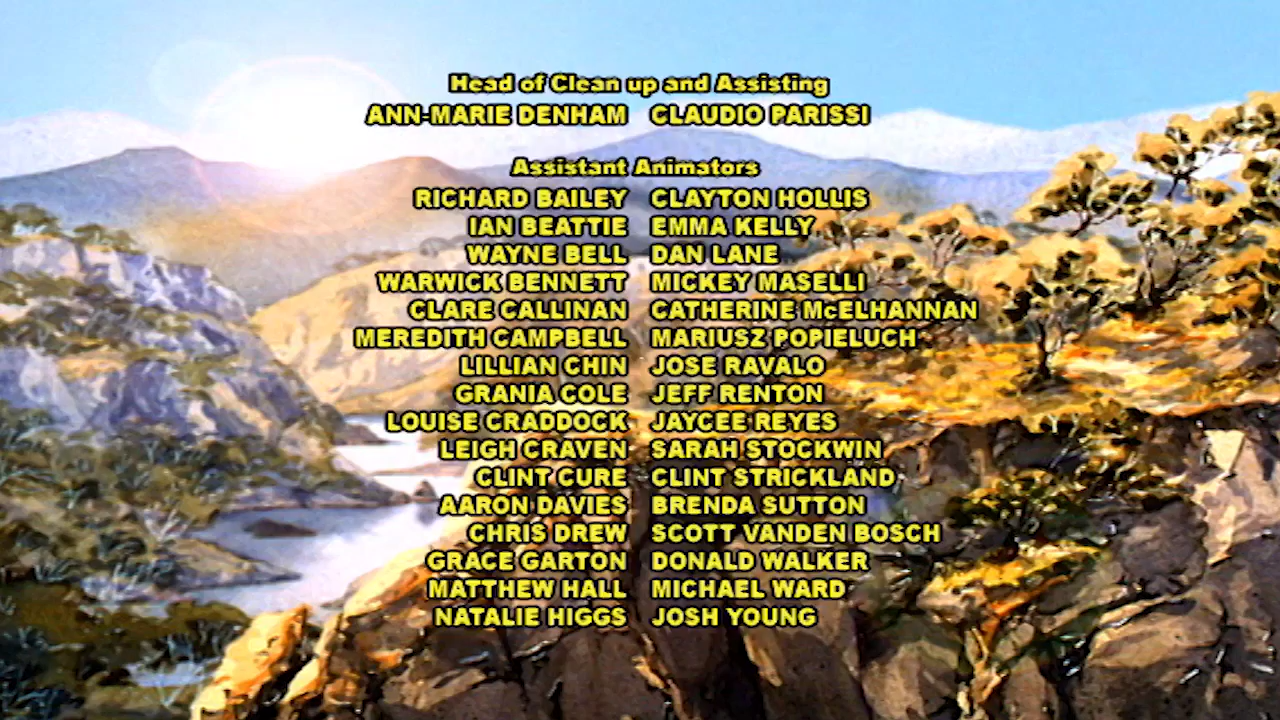 Head of Clean up and Assisting
ANN-MARIE DENHAM CLAUDIO PARISSI
Assistant Animators
RICHARD BAILEY CLAYTON HOLLIS
IAN BEATTIE EMMA KELLY
WAYNE BELL DAN LANE
WARWICK BENNETT MICKEY MASELLI
CLARE CALLINAN CATHERINE McELHANNAN
MEREDITH CAMPBELL MARIUSZ POPIELUCH
LILLIAN CHIN JOSE RAVALO
GRANIA COLE JEFF RENTON
LOUISE CRADDOCK JAYCEE REYES
LEIGH CRAVEN SARAH STOCKWIN
CLINT CURE CLINT STRICKLAND
AARON DAVIES BRENDA SUTTON
CHRIS DREW SCOTT VANDEN BOSCH
GRACE GARTON DONALD WALKER
MATTHEW HALL MICHAEL WARD
NATALIE HIGGS JOSH YOUNG